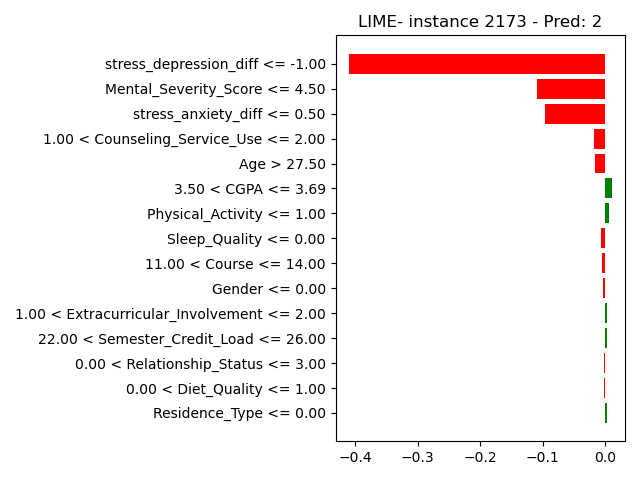 LIME- instance 2173 - Pred: 2
stress_depression_diff <= -1.00
Mental_Severity_Score <= 4.50
stress_anxiety_diff <= 0.50
1.00 < Counseling_Service_Use <= 2.00
Age > 27.50
3.50 < CGPA <= 3.69
Physical_Activity <= 1.00
Sleep_Quality <= 0.00
11.00 < Course <= 14.00
Gender <= 0.00
1.00 < Extracurricular_Involvement <= 2.00
22.00 < Semester_Credit_Load <= 26.00
0.00 < Relationship_Status <= 3.00
0.00 < Diet_Quality <= 1.00
Residence_Type <= 0.00
−0.4 −0.3 −0.2 −0.1 0.0